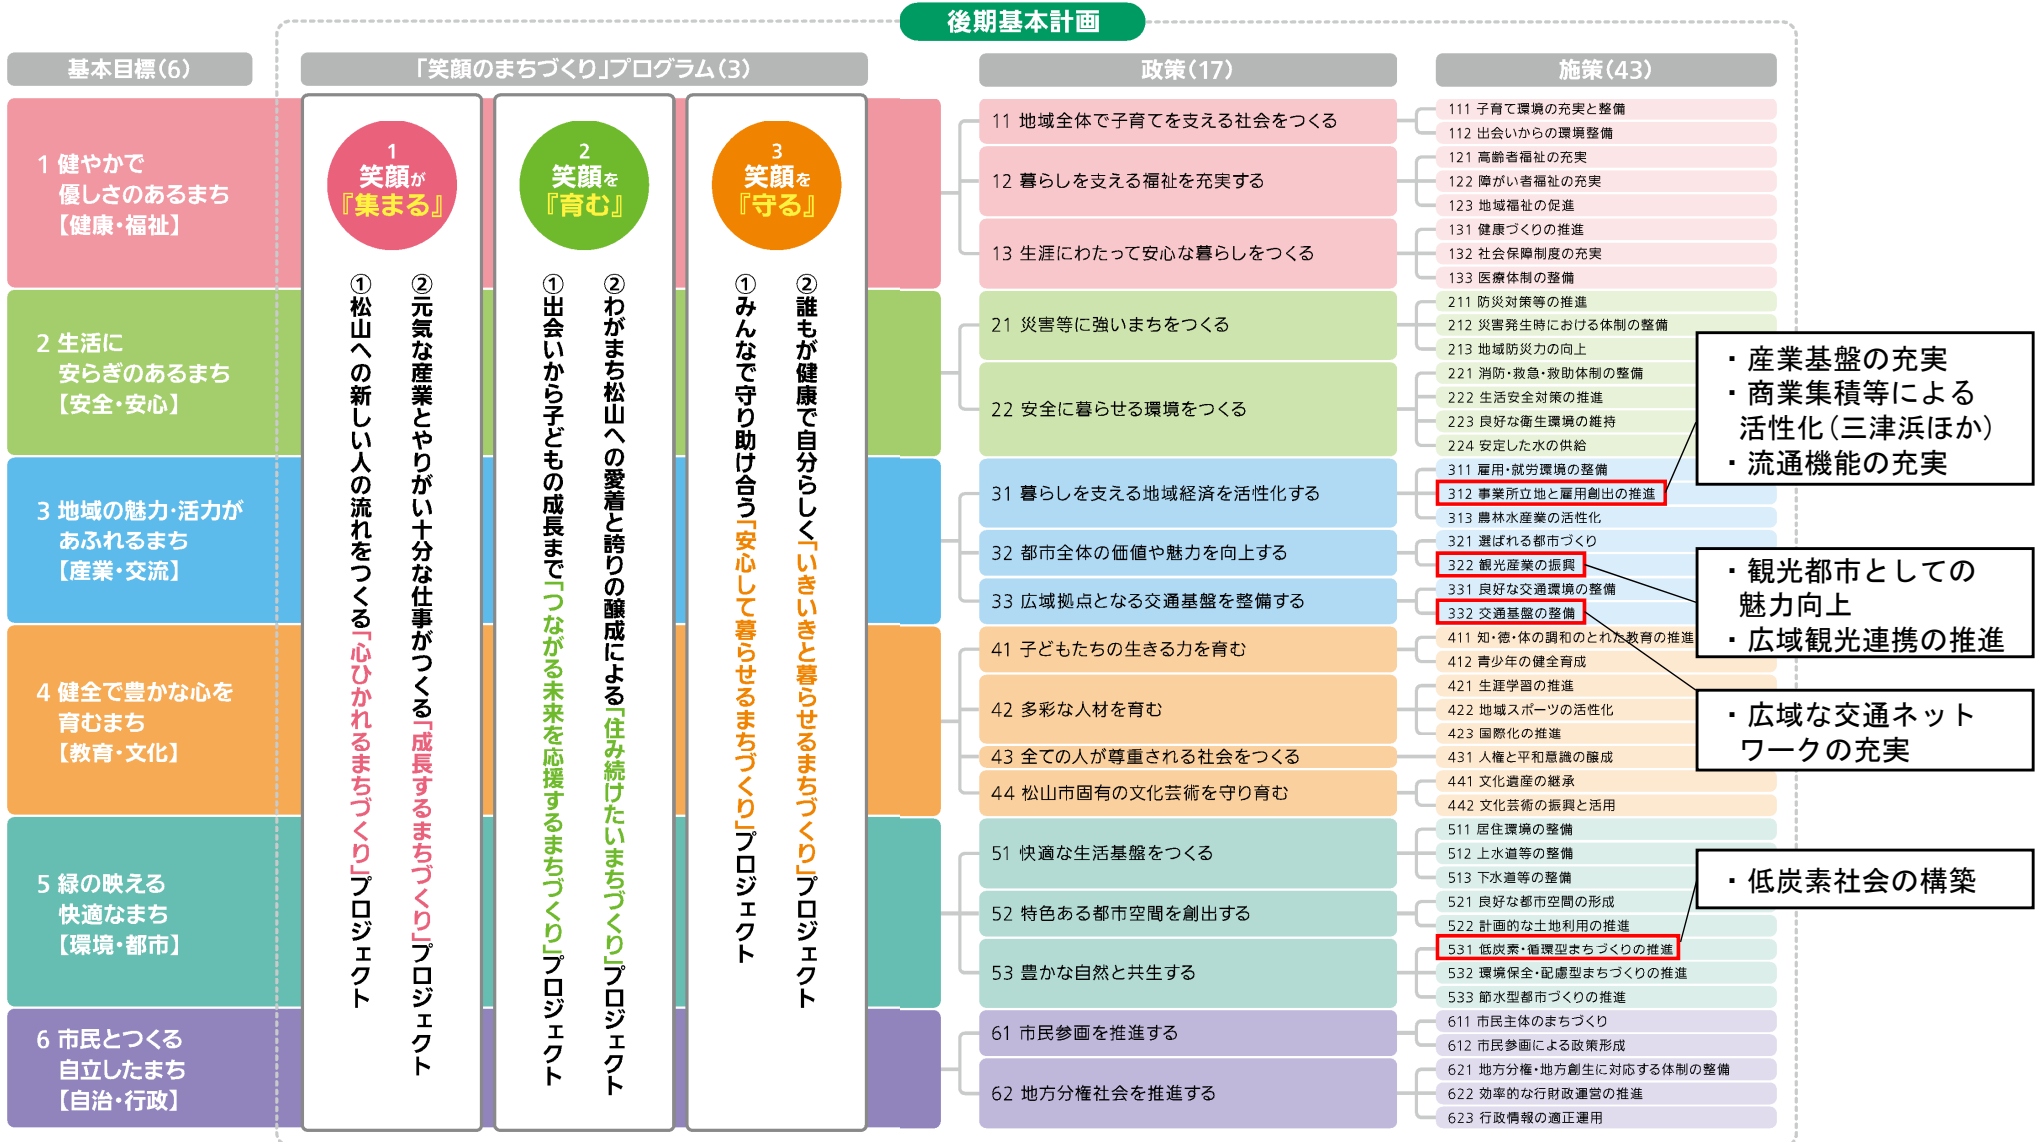 後期基本計画
基本目標(6)
「笑顔のまちづくり」プログラム(3)
政策(17)
施策(43)
1 健やかで
優しさのあるまち
【健康・福祉】
2 生活に
安らぎのあるまち
【安全・安心】
3 地域の魅力・活力が
あふれるまち
【産業・交流】
4 健全で豊かな心を
育むまち
【教育・文化】
5 緑の映える
快適なまち
【環境・都市】
6 市民とつくる
自立したまち
【自治・行政】
1
笑顔が
『集まる』
①松山への新しい人の流れをつくる「心ひかれるまちづくり」プロジェクト
②元気な産業とやりがい十分な仕事がつくる「成長するまちづくり」プロジェクト
2
笑顔を
『育む』
①出会いから子どもの成長まで「つながる未来を応援するまちづくり」プロジェクト
②わがまち松山への愛着と誇りの醸成による「住み続けたいまちづくり」プロジェクト
3
笑顔を
『守る』
①みんなで守り助け合う「安心して暮らせるまちづくり」プロジェクト
②誰もが健康で自分らしく「いきいきと暮らせるまちづくり」プロジェクト
11 地域全体で子育てを支える社会をつくる
12 暮らしを支える福祉を充実する
13 生涯にわたって安心な暮らしをつくる
21 災害等に強いまちをつくる
22 安全に暮らせる環境をつくる
31 暮らしを支える地域経済を活性化する
32 都市全体の価値や魅力を向上する
33 広域拠点となる交通基盤を整備する
41 子どもたちの生きる力を育む
42 多彩な人材を育む
43 全ての人が尊重される社会をつくる
44 松山市固有の文化芸術を守り育む
51 快適な生活基盤をつくる
52 特色ある都市空間を創出する
53 豊かな自然と共生する
61 市民参画を推進する
62 地方分権社会を推進する
111 子育て環境の充実と整備
112 出会いからの環境整備
121 高齢者福祉の充実
122 障がい者福祉の充実
123 地域福祉の促進
131 健康づくりの推進
132 社会保障制度の充実
133 医療体制の整備
211 防災対策等の推進
212 災害発生時における体制の整備
213 地域防災力の向上
221 消防・救急・救助体制の整備
222 生活安全対策の推進
223 良好な衛生環境の維持
224 安定した水の供給
311 雇用・就労環境の整備
312 事業所立地と雇用創出の推進
313 農林水産業の活性化
321 選ばれる都市づくり
322 観光産業の振興
331 良好な交通環境の整備
332 交通基盤の整備
411 知・徳・体の調和のとれた教育の推進
412 青少年の健全育成
421 生涯学習の推進
422 地域スポーツの活性化
423 国際化の推進
431 人権と平和意識の醸成
441 文化遺産の継承
442 文化芸術の振興と活用
511 居住環境の整備
512 上水道等の整備
513 下水道等の整備
521 良好な都市空間の形成
522 計画的な土地利用の推進
531 低炭素・循環型まちづくりの推進
532 環境保全・配慮型まちづくりの推進
533 節水型都市づくりの推進
611 市民主体のまちづくり
612 市民参画による政策形成
621 地方分権・地方創生に対応する体制の整備
622 効率的な行財政運営の推進
623 行政情報の適正運用
・産業基盤の充実
・商業集積等による
活性化(三津浜ほか)
・流通機能の充実
・観光都市としての
魅力向上
・広域観光連携の推進
・広域な交通ネット
ワークの充実
・低炭素社会の構築